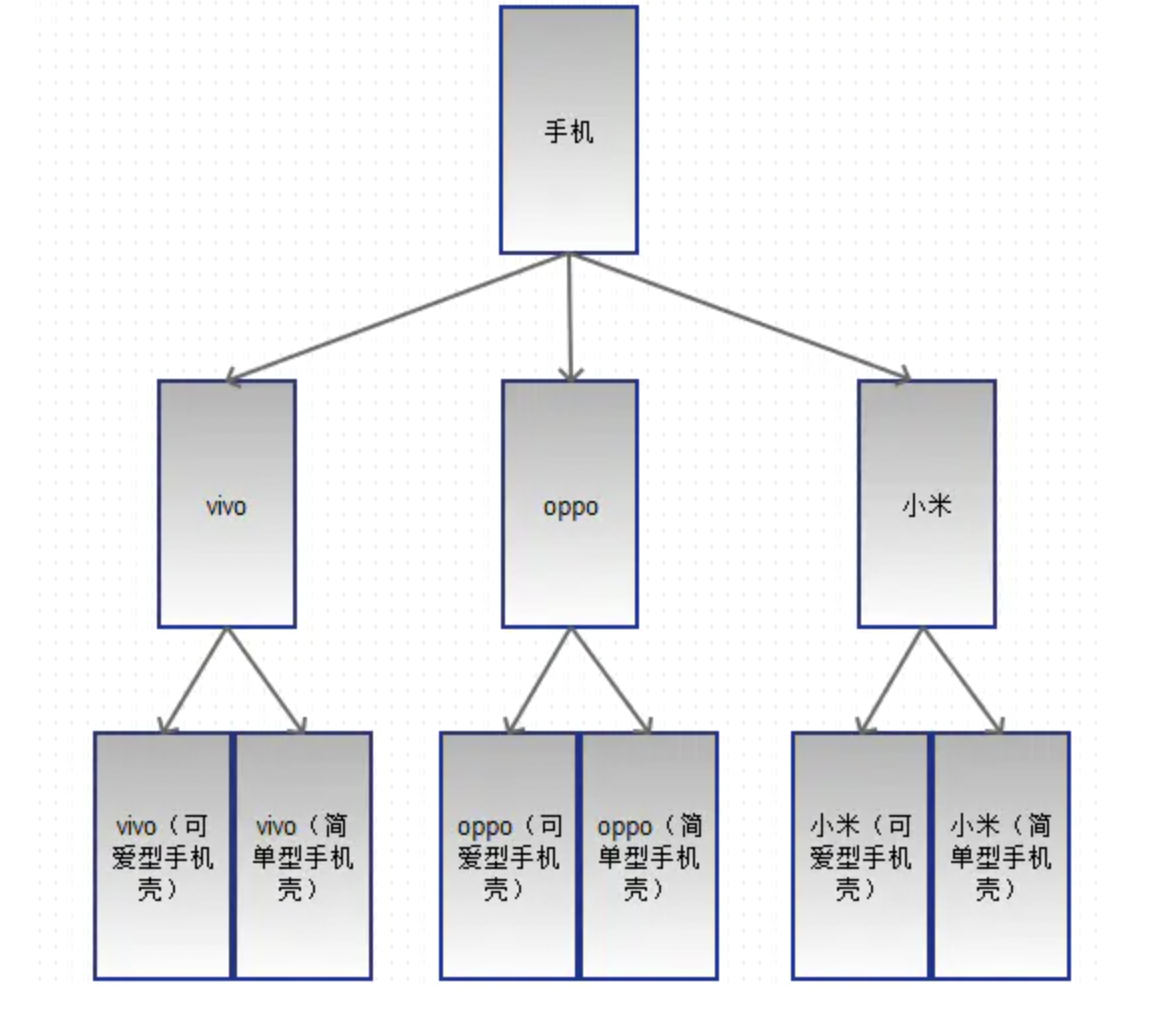 手机
vivo
oppo
小米
vivo（可
爱型手机
壳）
vivo（简
单型手机
壳）
oppo（可
爱型手机
壳）
oppo（简
单型手机
壳）
小米（可
爱型手机
壳）
小米（简
单型手机
壳）